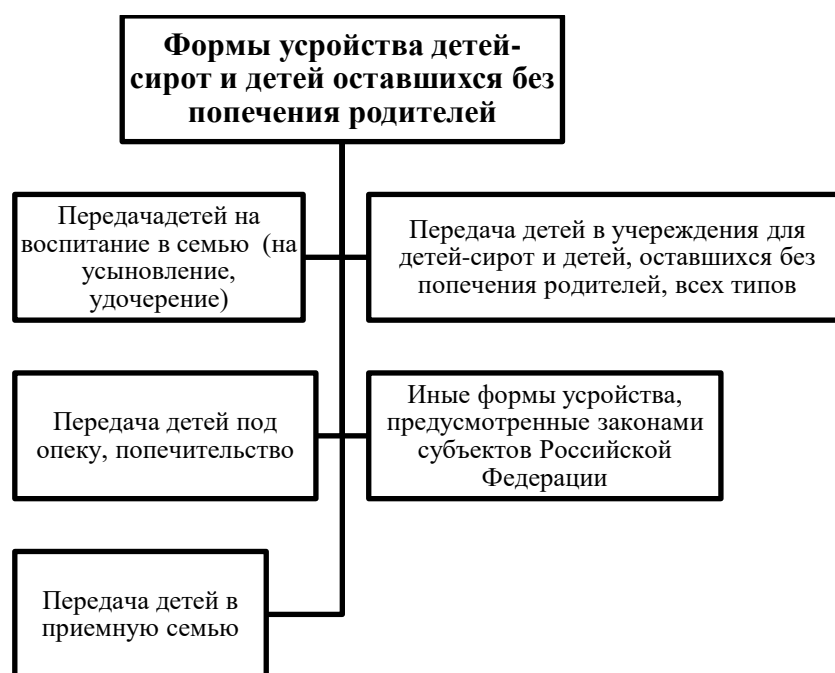 Формы усройства детей-
сирот и детей оставшихся без
попечения родителей
Передачадетей на
воспитание в семью (на
усыновление,
удочерение)
Передача детей в учереждения для
детей-сирот и детей, оставшихся без
попечения родителей, всех типов
Передача детей под
опеку, попечительство
Иные формы усройства,
предусмотренные законами
субъектов Российской
Федерации
Передача детей в
приемную семью